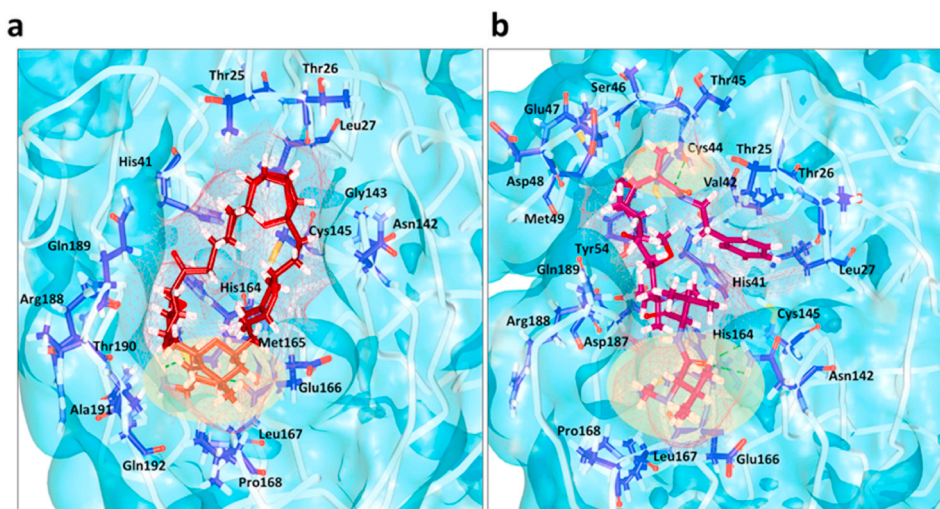 a
Thr25
Thr26
Leu27
His41
Gly143
Asn142
Cys145
Gln189
His164
Arg188
Met165
Thr190
Glu166
Ala191
Leu167
Gln192
Pro168
b
Ser46
Thr45
Glu47
Cys44
Thr25
Asp48
Val42
Thr26
Met49
Tyr54
Gln189
His41
Leu27
Arg188
Cys145
Asp187
His164
Asn142
Pro168
Leu167
Glu166